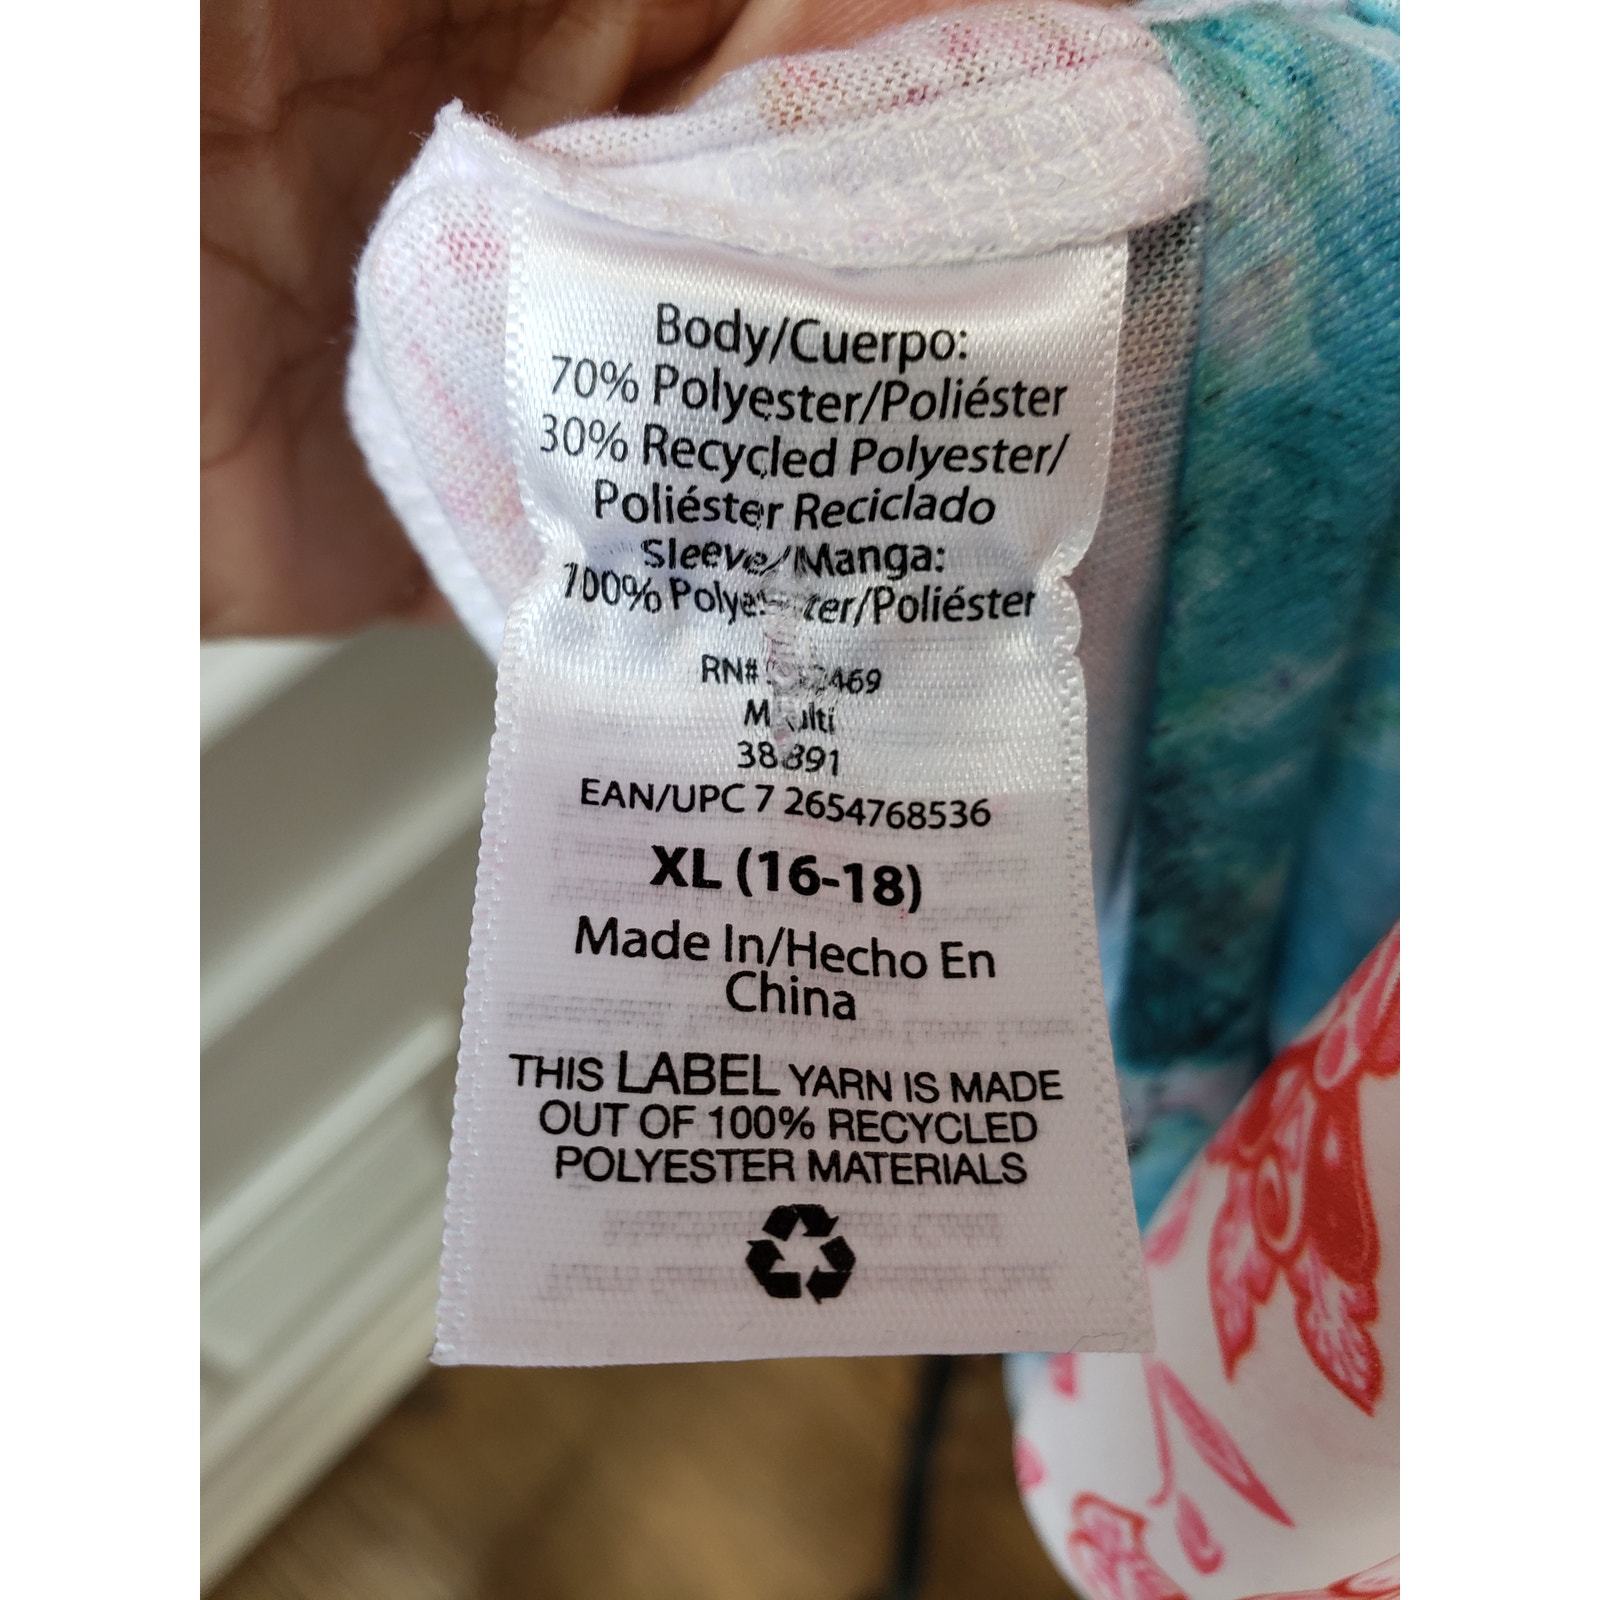 Body/Cuerpo:
70% Polyester/Poliéster
30% Recycled Polyester/
Poliéster Reciclado
Sleeve/Manga:
100% Polyester/Poliéster
RN#
Multi
38891
EAN/UPC 7 2654768536
XL (16-18)
Made In/Hecho En
China
THIS LABEL YARN IS MADE
OUT OF 100% RECYCLED
POLYESTER MATERIALS